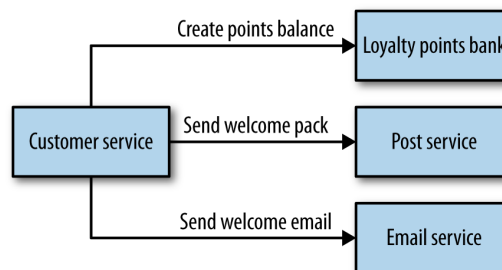 Create points balance
Loyalty points bank
Customer service
Send welcome pack
Post service
Send welcome email
Email service